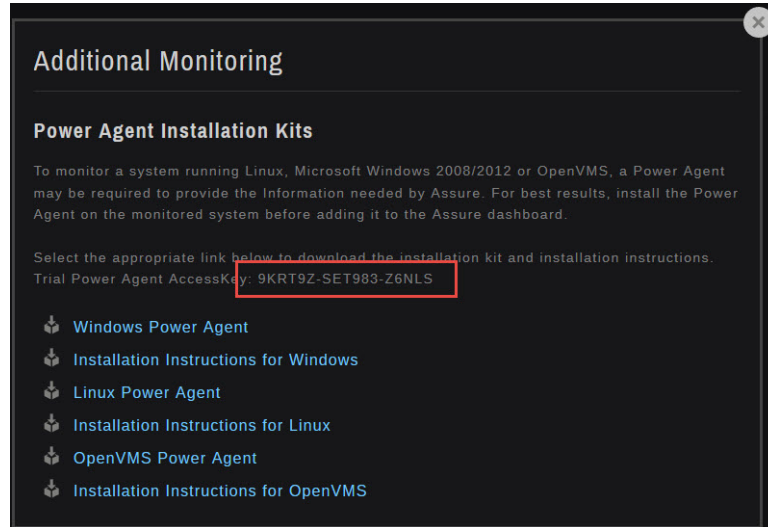 Additional Monitoring
Power Agent Installation Kits
To monitor a system running Linux, Microsoft Windows 2008/2012 or OpenVMS, a Power Agent
may be required to provide the Information needed by Assure. For best results, install the Power
Agent on the monitored system before adding it to the Assure dashboard.
Select the appropriate link below to download the installation kit and installation instructions.
Trial Power Agent AccessKey: 9KRT9Z-SET983-Z6NLS
Windows Power Agent
Installation Instructions for Windows
Linux Power Agent
Installation Instructions for Linux
OpenVMS Power Agent
Installation Instructions for OpenVMS